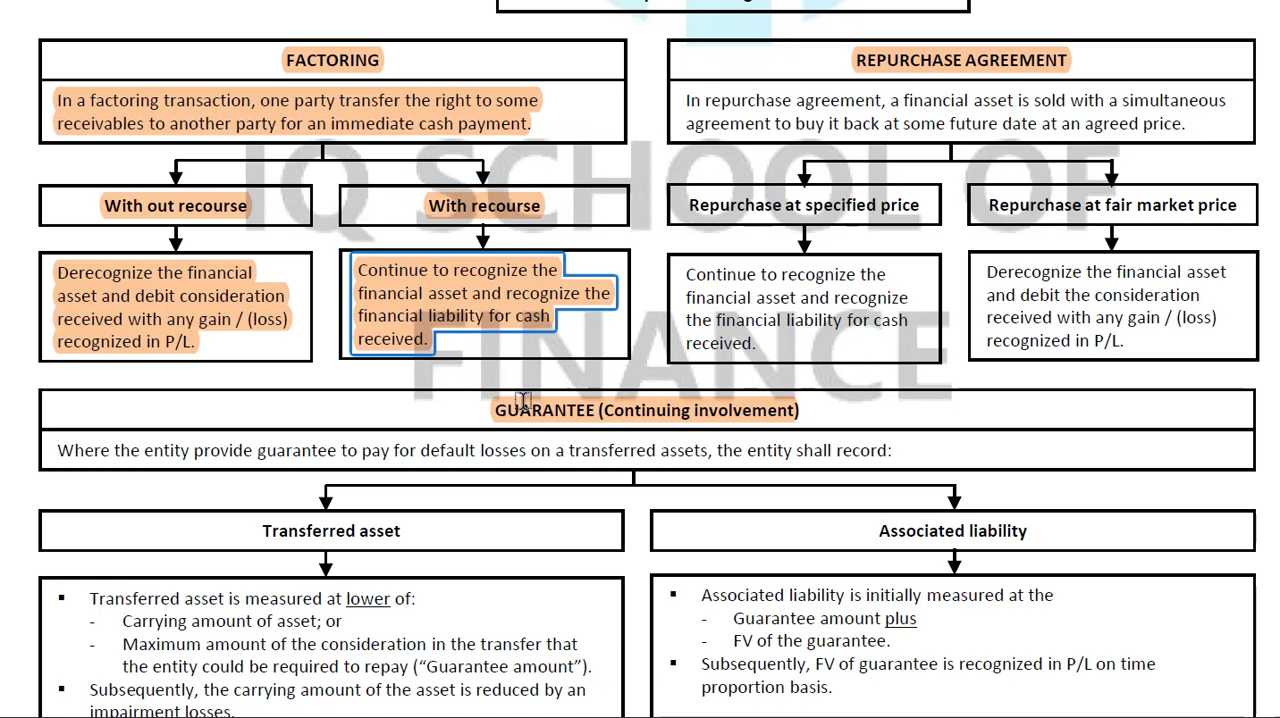 FACTORING
In a factoring transaction, one party transfer the right to some
receivables to another party for an immediate cash payment.
With out recourse
With recourse
Derecognize the financial
asset and debit consideration
received with any gain / (loss)
recognized in P/L.
Continue to recognize the
financial asset and recognize the
financial liability for cash
received.
REPURCHASE AGREEMENT
In repurchase agreement, a financial asset is sold with a simultaneous
agreement to buy it back at some future date at an agreed price.
Repurchase at specified price
Repurchase at fair market price
Continue to recognize the
financial asset and recognize
the financial liability for cash
received.
Derecognize the financial asset
and debit the consideration
received with any gain / (loss)
recognized in P/L.
IQ SCHOOL OF
FINANCE
GUARANTEE (Continuing involvement)
Where the entity provide guarantee to pay for default losses on a transferred assets, the entity shall record:
Transferred asset
▪ Transferred asset is measured at lower of:
- Carrying amount of asset; or
- Maximum amount of the consideration in the transfer that
the entity could be required to repay (“Guarantee amount”).
▪ Subsequently, the carrying amount of the asset is reduced by an
impairment losses.
Associated liability
▪ Associated liability is initially measured at the
- Guarantee amount plus
- FV of the guarantee.
▪ Subsequently, FV of guarantee is recognized in P/L on time
proportion basis.